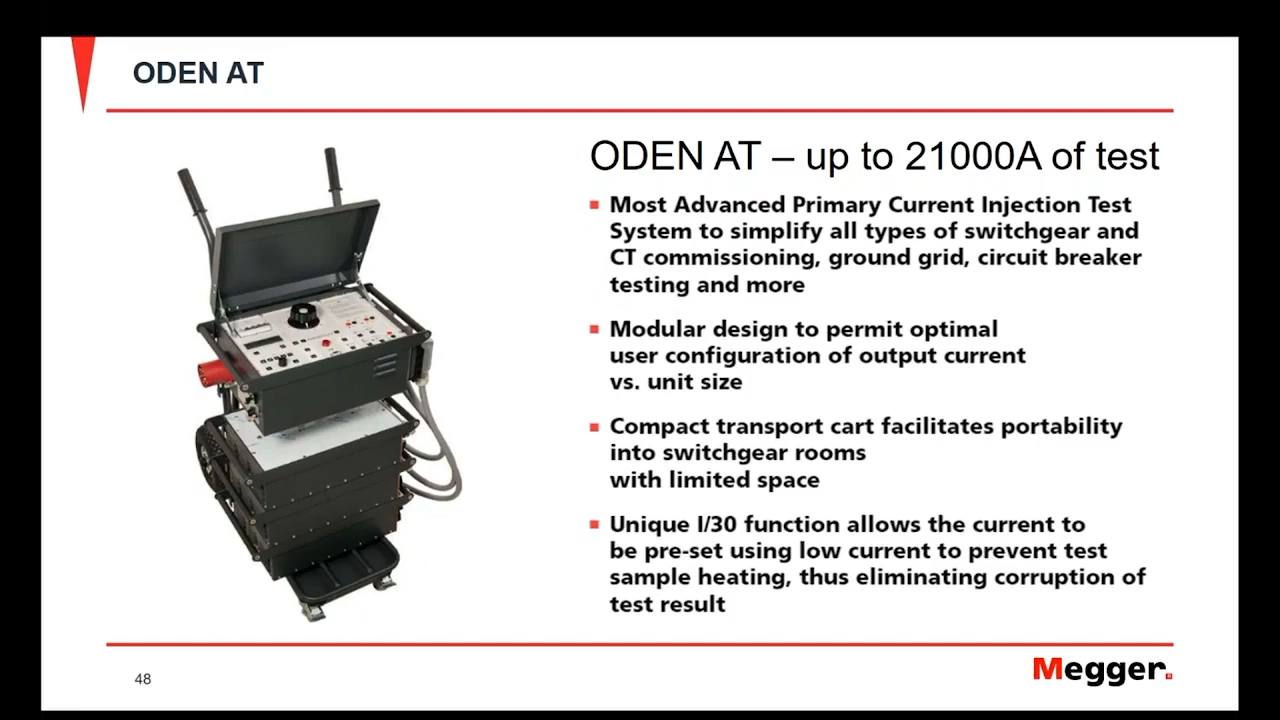 ODEN AT
ODEN AT – up to 21000A of test
Most Advanced Primary Current Injection Test
System to simplify all types of switchgear and
CT commissioning, ground grid, circuit breaker
testing and more
Modular design to permit optimal
user configuration of output current
vs. unit size
Compact transport cart facilitates portability
into switchgear rooms
with limited space
Unique I/30 function allows the current to
be pre-set using low current to prevent test
sample heating, thus eliminating corruption of
test result
48
Megger.